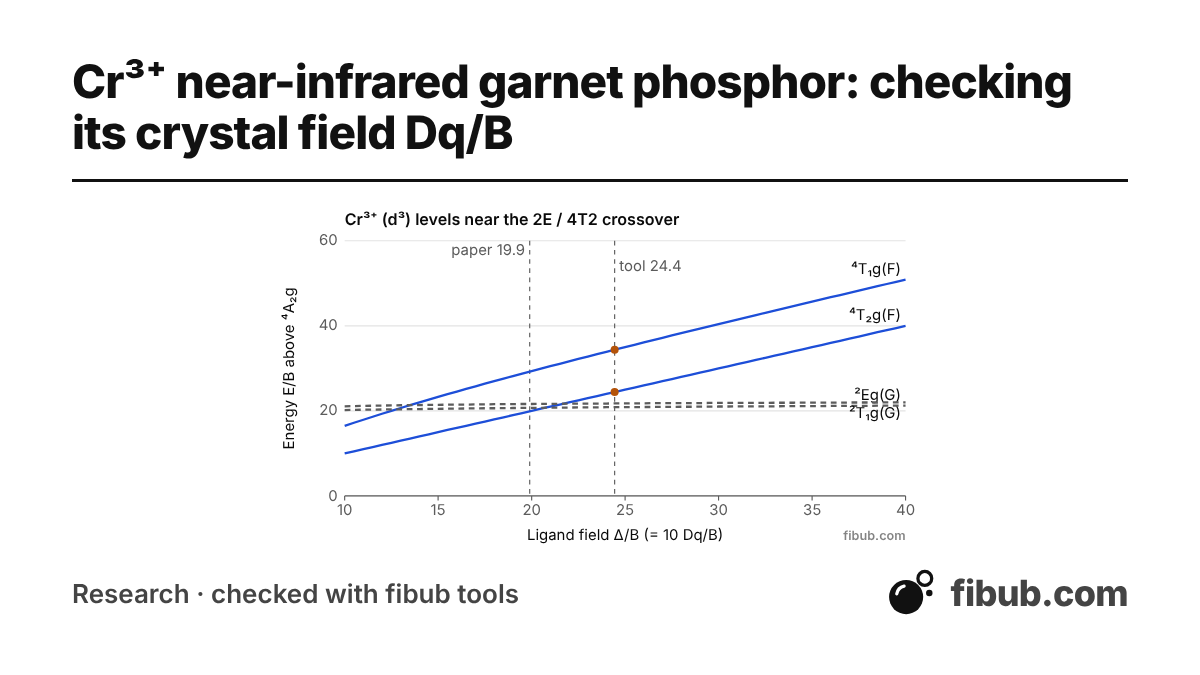 Cr³⁺ near-infrared garnet phosphor: checking
its crystal field Dq/B
Cr³⁺ (d³) levels near the 2E / 4T2 crossover
60
paper 19.9
tool 24.4
⁴T₁g(F)
⁴T₂g(F)
40
Energy E/B above ⁴A₂g
²Eg(G)
20
²T₁g(G)
0
10
15
20
25
30
35
40
Ligand field Δ/B (= 10 Dq/B)
fibub.com
Research · checked with fibub tools
fibub.com